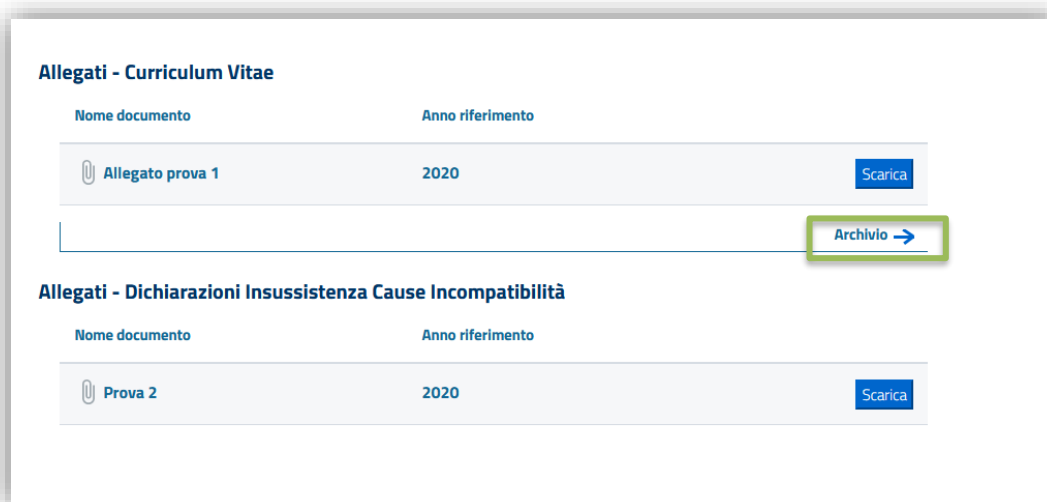 Allegati - Curriculum Vitae
Nome documento Anno riferimento
Allegato prova 1 2020 Scarica
Archivio →
Allegati - Dichiarazioni Insussistenza Cause Incompatibilità
Nome documento Anno riferimento
Prova 2 2020 Scarica